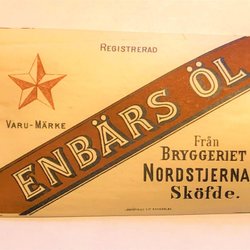 REGISTRERAD
VARU-MÄRKE
ENBÄRS ÖL
Från
BRYGGERIET
NORDSTJERNAN
Sköfde.